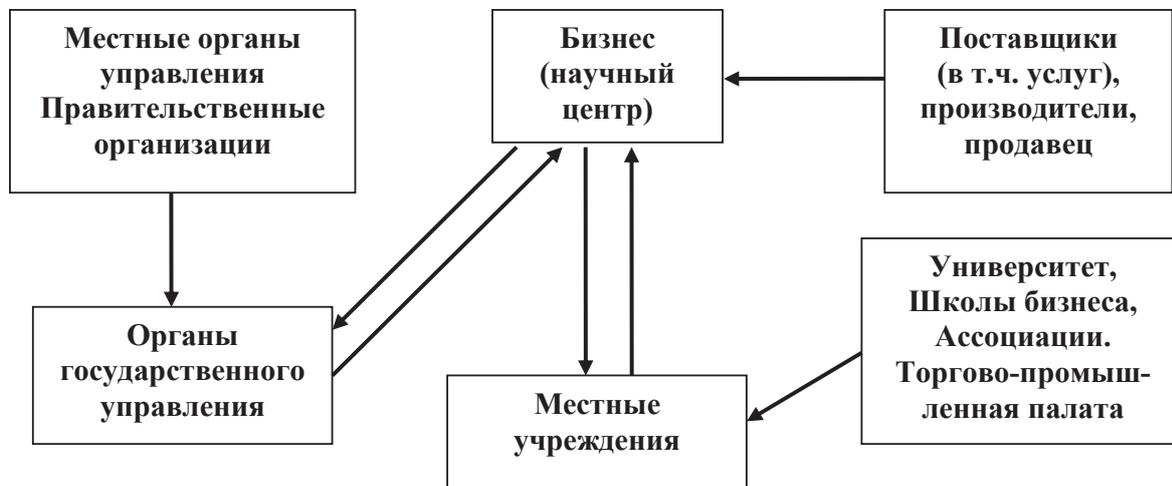 Местные органы
управления
Правительственные
организации
Бизнес
(научный
центр)
Поставщики
(в т.ч. услуг),
производители,
продавец
Органы
государственного
управления
Местные
учреждения
Университет,
Школы бизнеса,
Ассоциации.
Торгово-промыш-
ленная палата